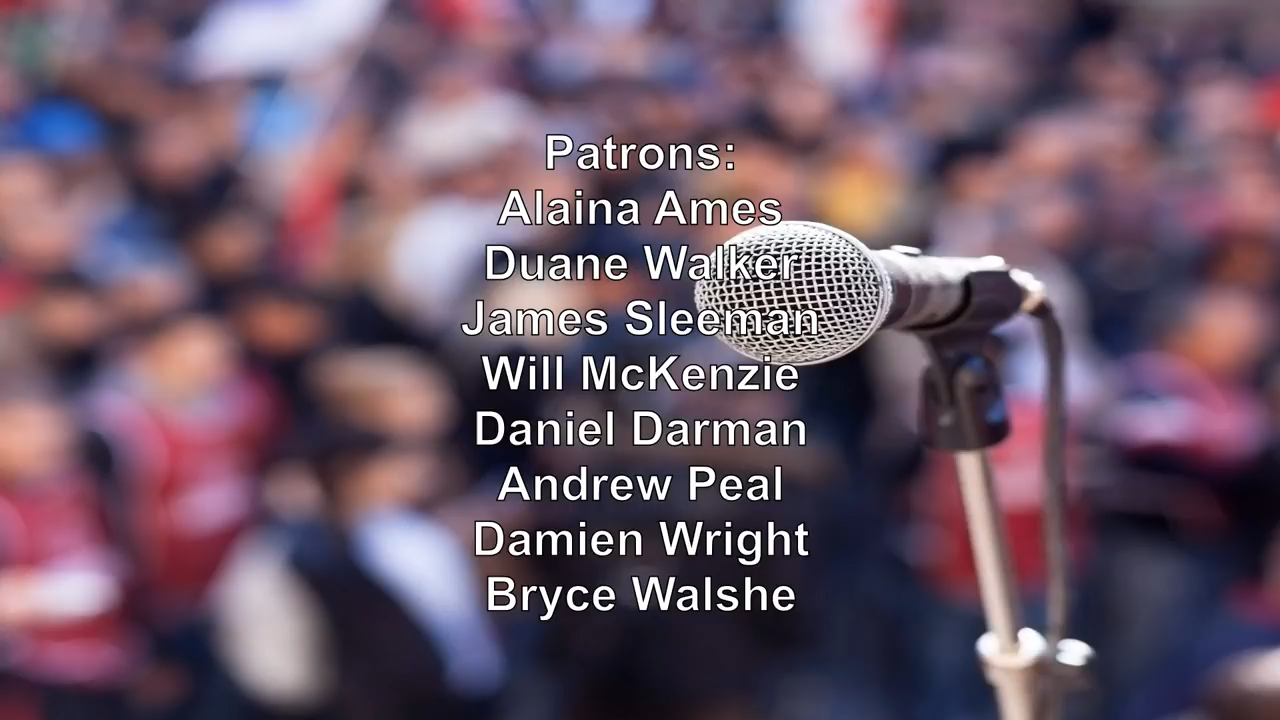 Patrons:
Alaina Ames
Duane Walker
James Sleeman
Will McKenzie
Daniel Darman
Andrew Peal
Damien Wright
Bryce Walshe